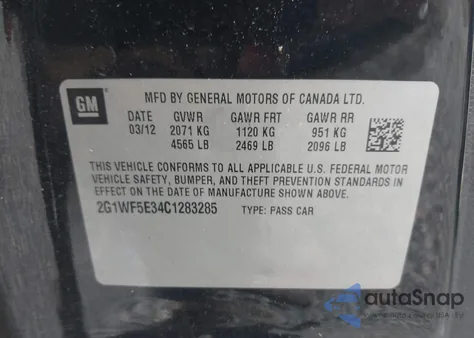 GM
MFD BY GENERAL MOTORS OF CANADA LTD.
DATE GVWR GAWR FRT GAWR RR
03/12 2071 KG 1120 KG 951 KG
4565 LB 2469 LB 2096 LB
THIS VEHICLE CONFORMS TO ALL APPLICABLE U.S. FEDERAL MOTOR
VEHICLE SAFETY, BUMPER, AND THEFT PREVENTION STANDARDS IN
EFFECT ON THE DATE OF MANUFACTURE SHOWN ABOVE.
2G1WF5E34C1283285 TYPE: PASS CAR
autaSnap